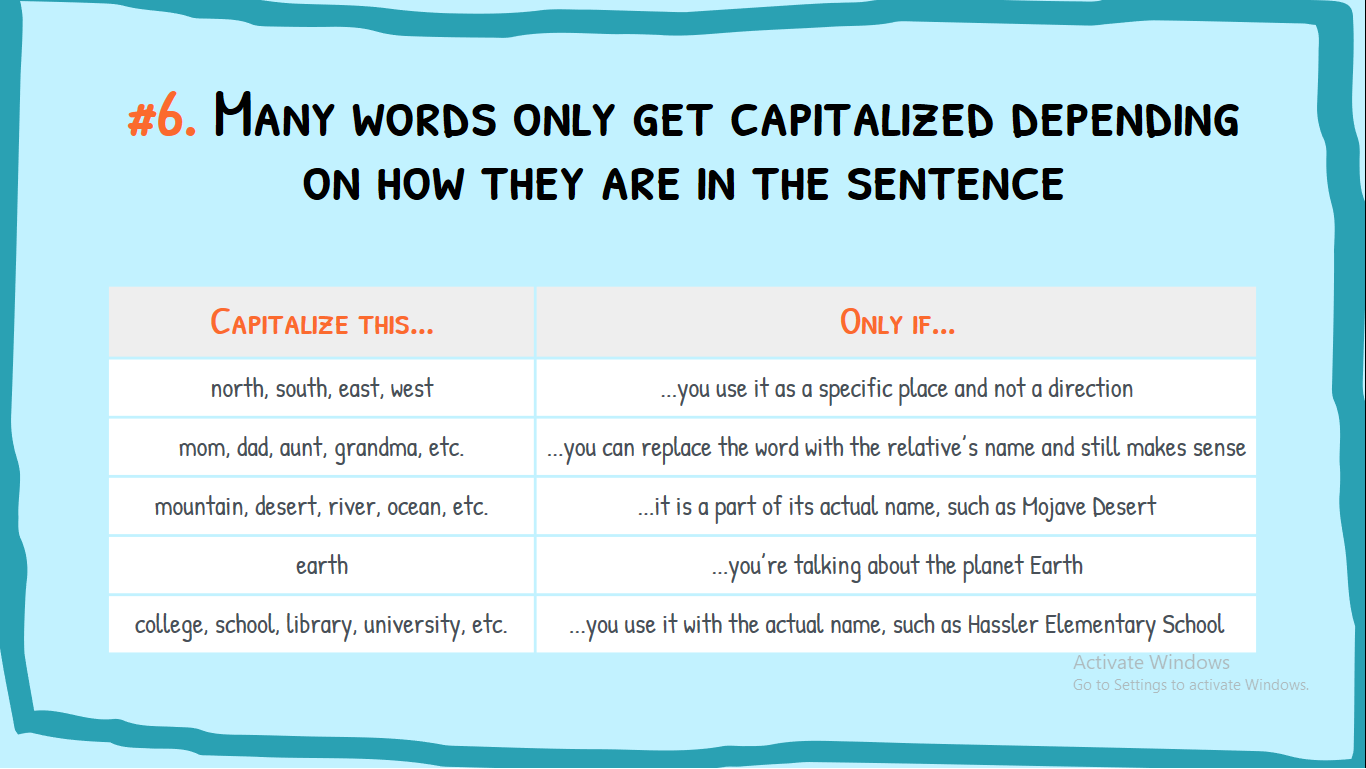 #6. Many words only get capitalized depending
on how they are in the sentence
Capitalize this... Only if...
north, south, east, west ...you use it as a specific place and not a direction
mom, dad, aunt, grandma, etc. ...you can replace the word with the relative's name and still makes sense
mountain, desert, river, ocean, etc. ...it is a part of its actual name, such as Mojave Desert
earth ...you're talking about the planet Earth
college, school, library, university, etc. ...you use it with the actual name, such as Hassler Elementary School
Activate Windows
Go to Settings to activate Windows.